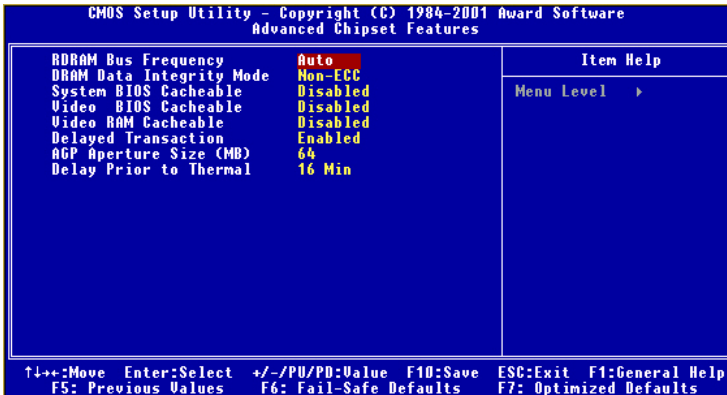 CMOS Setup Utility - Copyright (C) 1984-2001 Award Software
Advanced Chipset Features
RDRAM Bus Frequency Auto
DRAM Data Integrity Mode Non-ECC
System BIOS Cacheable Disabled
Video BIOS Cacheable Disabled
Video RAM Cacheable Disabled
Delayed Transaction Enabled
AGP Aperture Size (MB) 64
Delay Prior to Thermal 16 Min
Item Help
Menu Level ▸
↑↓→←:Move Enter:Select +/-/PU/PD:Value F10:Save ESC:Exit F1:General Help
F5: Previous Values F6: Fail-Safe Defaults F7: Optimized Defaults